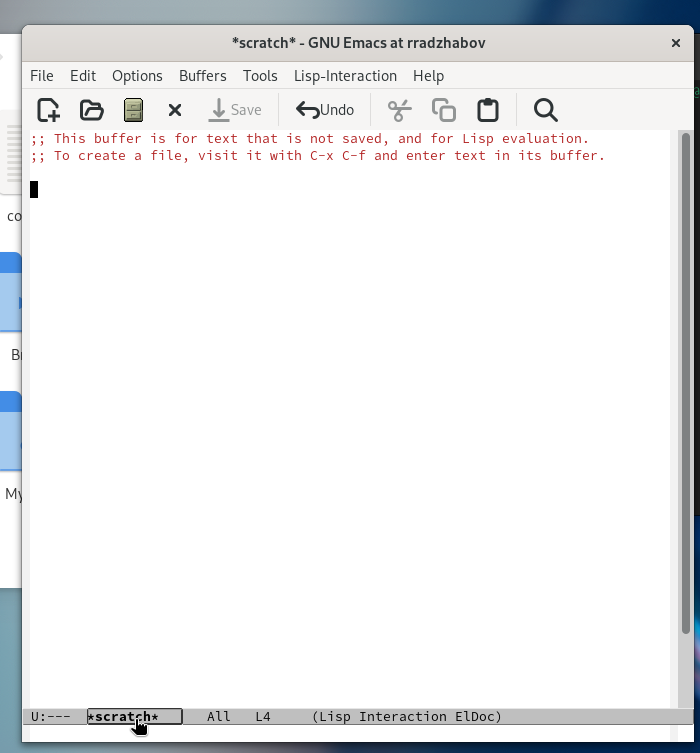 *scratch* - GNU Emacs at rradzhabov
File Edit Options Buffers Tools Lisp-Interaction Help
Save Undo
;; This buffer is for text that is not saved, and for Lisp evaluation.
;; To create a file, visit it with C-x C-f and enter text in its buffer.
co
B
My
U:--- *scratch* All L4 (Lisp Interaction ElDoc)